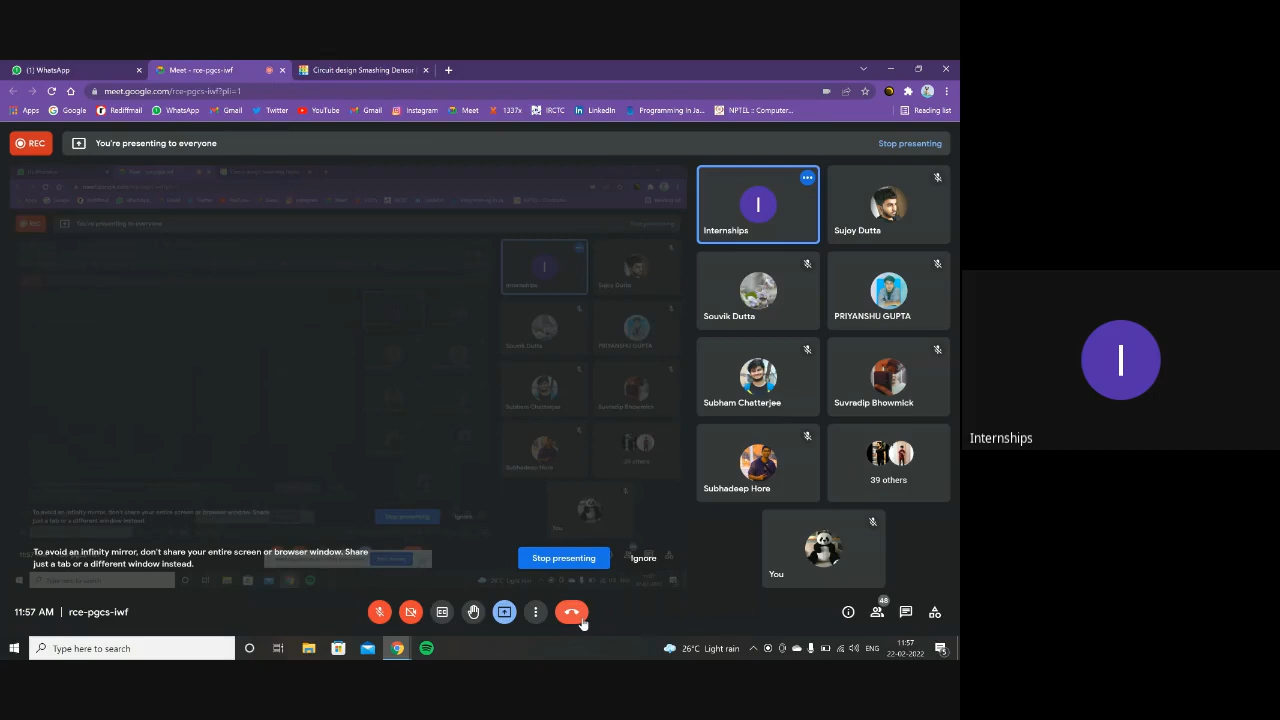 (1) WhatsApp
Meet - rce-pgcs-iwf
Circuit design Smashing Densor
meet.google.com/rce-pgcs-iwf?pli=1
Apps
Google
Rediffmail
WhatsApp
Gmail
Twitter
YouTube
Gmail
Instagram
Meet
1337x
IRCTC
LinkedIn
Programming In Ja
NPTEL :: Computer...
Reading list
REC
You're presenting to everyone
Stop presenting
Internships
Sujoy Dutta
Souvik Dutta
PRIYANSHU GUPTA
Subham Chatterjee
Suvradip Bhowmick
Subhadeep Hore
39 others
You
To avoid an infinity mirror, don't share your entire screen or browser window. Share
just a tab or a different window instead.
Stop presenting
Ignore
11:57 AM | rce-pgcs-iwf
48
Type here to search
26°C Light rain
ENG
11:57
22-02-2022
5
I
Internships